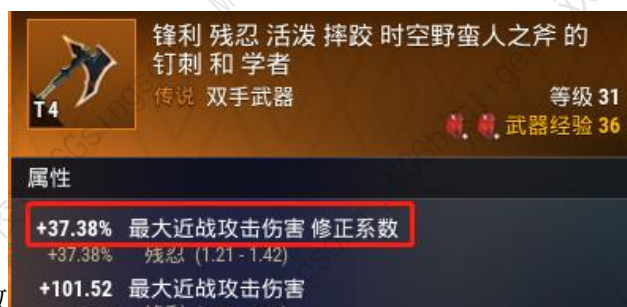 锋利 残忍 活泼 摔跤 时空野蛮人之斧 的
钉刺 和 学者
T4
传说 双手武器
等级 31
武器经验 36
属性
+37.38% 最大近战攻击伤害 修正系数
+37.38% 残忍 (1.21 - 1.42)
+101.52 最大近战攻击伤害